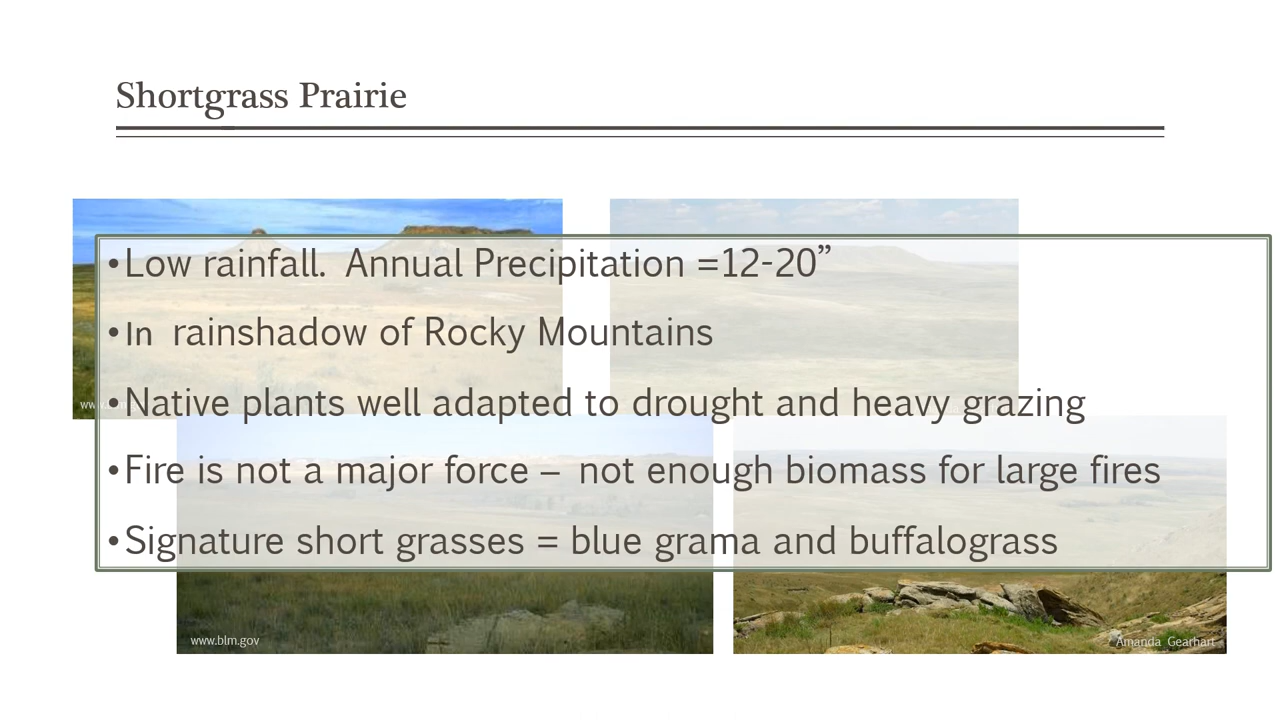 Shortgrass Prairie
•Low rainfall. Annual Precipitation =12-20”
•In rainshadow of Rocky Mountains
•Native plants well adapted to drought and heavy grazing
•Fire is not a major force – not enough biomass for large fires
•Signature short grasses = blue grama and buffalograss
www.blm.gov
Amanda Gearhart